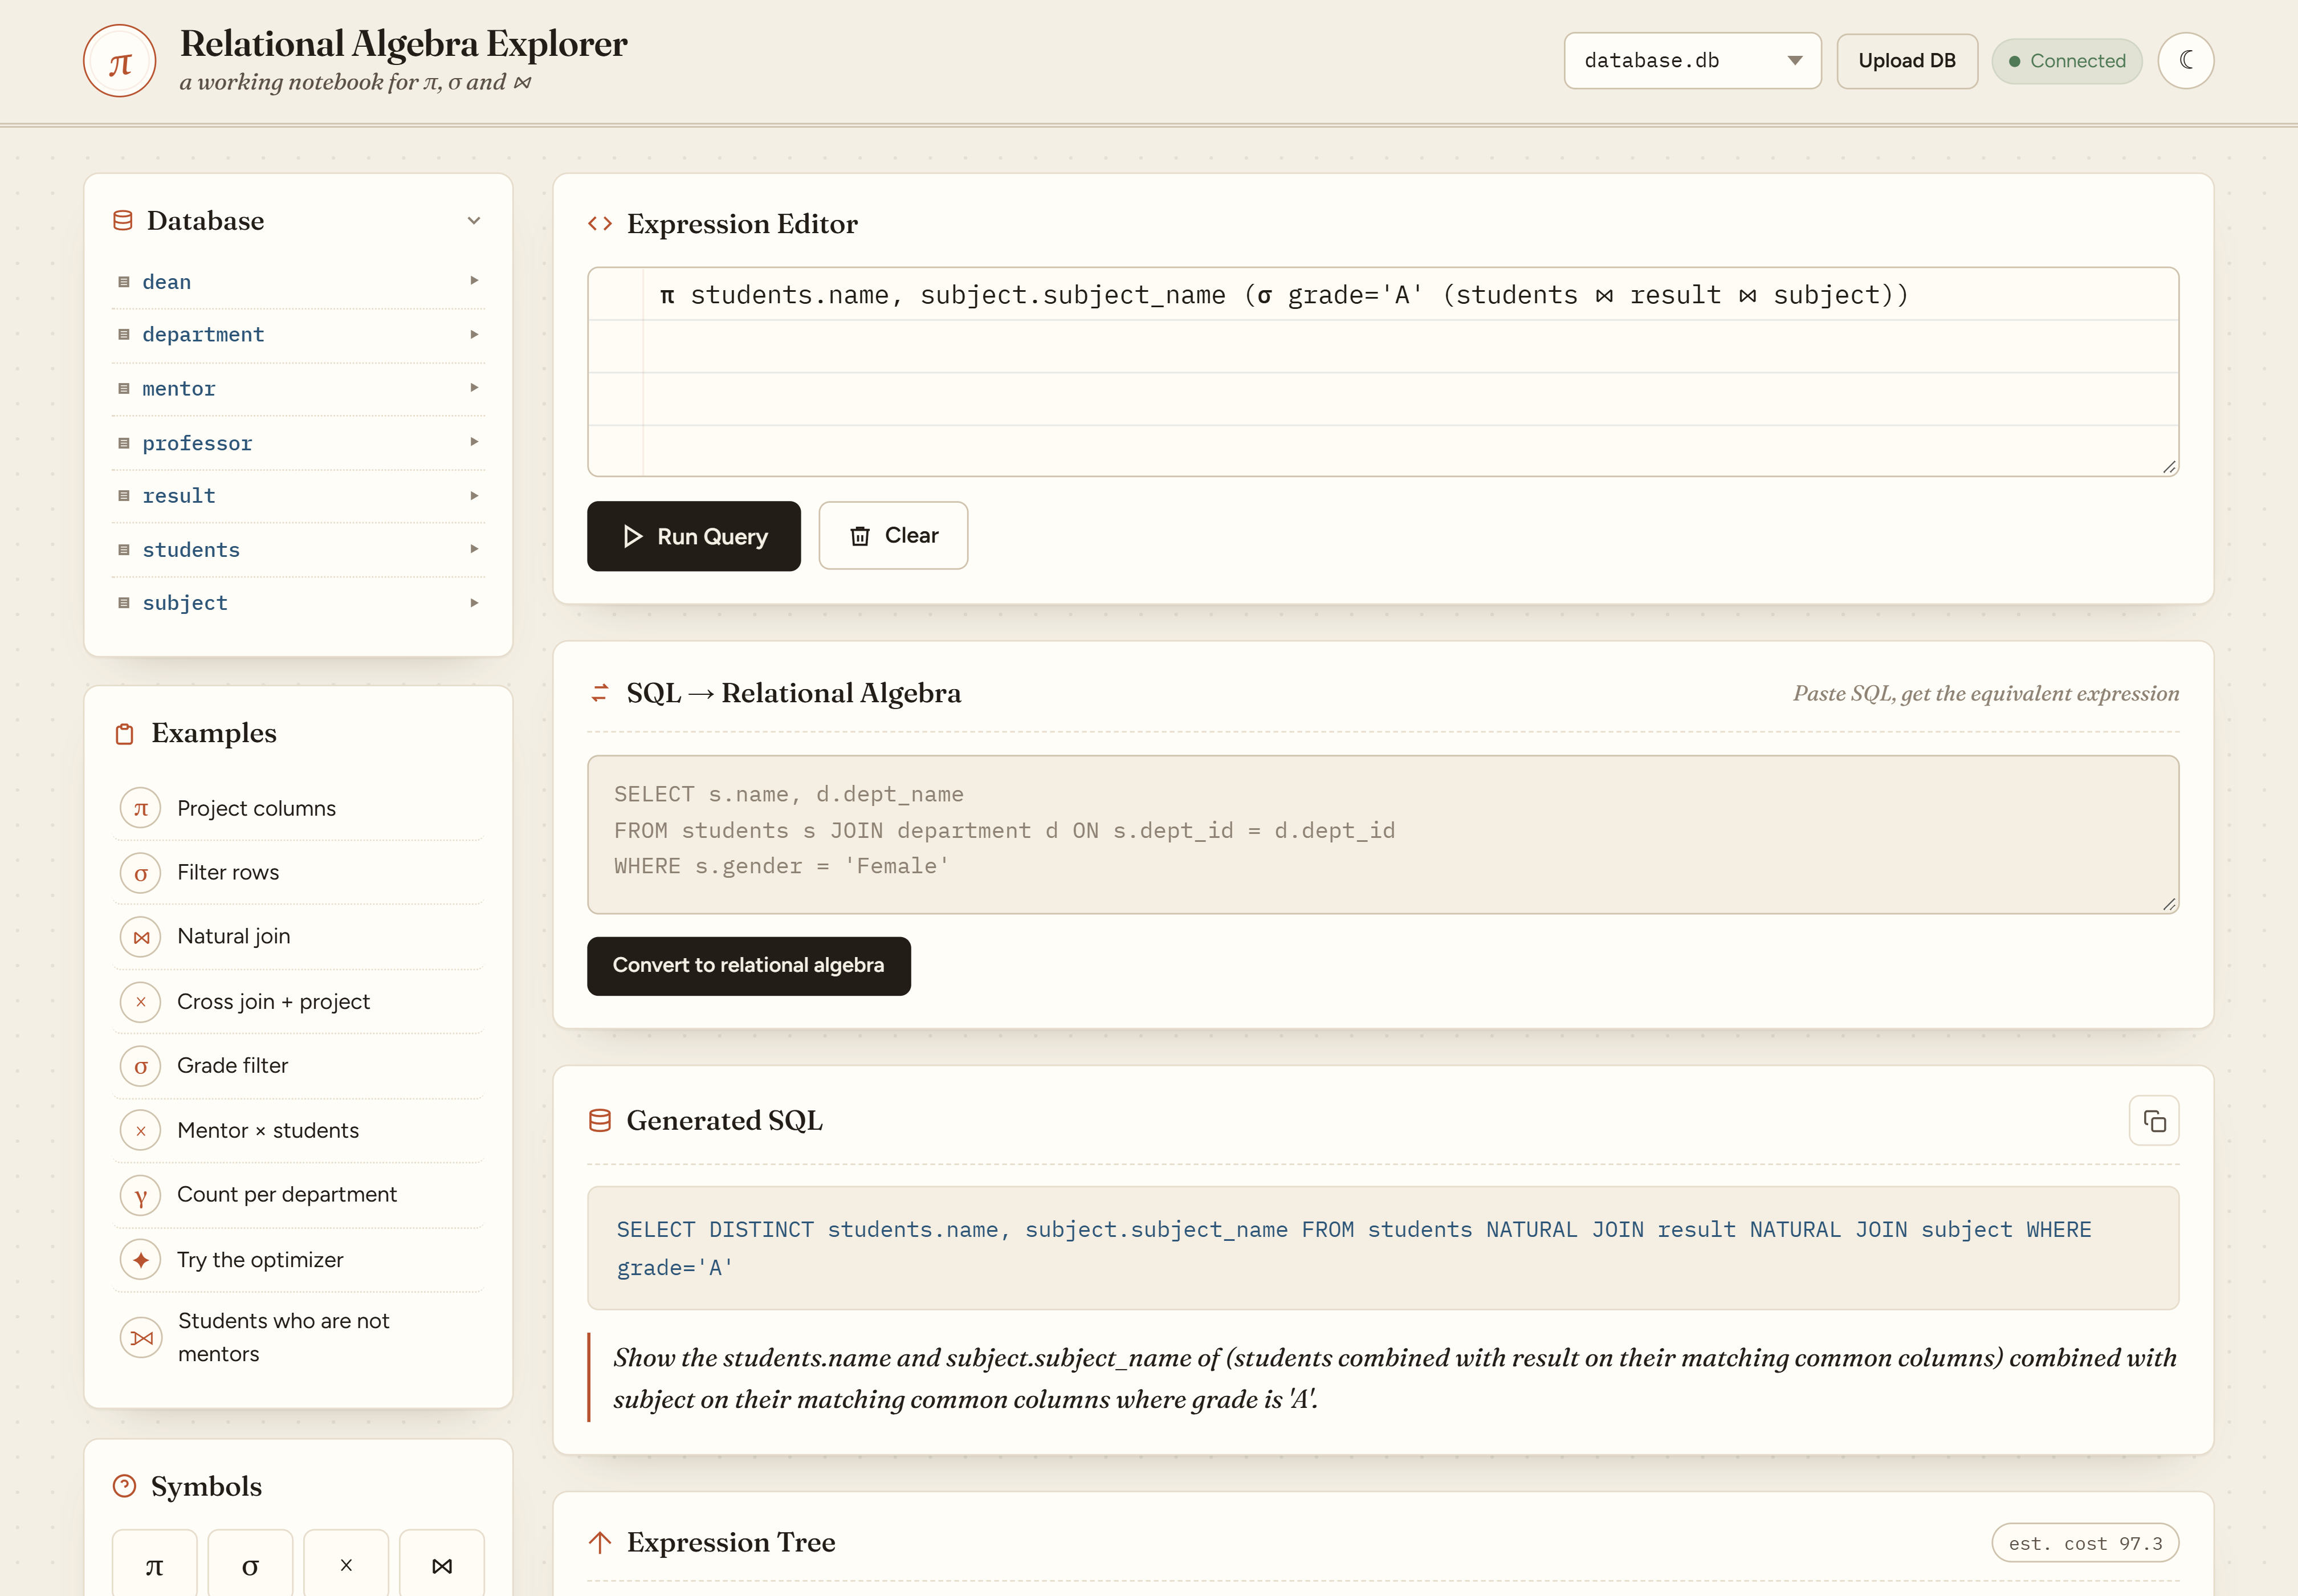 π
Relational Algebra Explorer
a working notebook for π, σ and ⋈
database.db
Upload DB
Connected
Database
dean
department
mentor
professor
result
students
subject
Examples
π Project columns
σ Filter rows
⋈ Natural join
× Cross join + project
σ Grade filter
× Mentor × students
γ Count per department
✦ Try the optimizer
Students who are not
mentors
Symbols
π σ × ⋈
Expression Editor
π students.name, subject.subject_name (σ grade='A' (students ⋈ result ⋈ subject))
Run Query
Clear
SQL → Relational Algebra
Paste SQL, get the equivalent expression
SELECT s.name, d.dept_name
FROM students s JOIN department d ON s.dept_id = d.dept_id
WHERE s.gender = 'Female'
Convert to relational algebra
Generated SQL
SELECT DISTINCT students.name, subject.subject_name FROM students NATURAL JOIN result NATURAL JOIN subject WHERE
grade='A'
Show the students.name and subject.subject_name of (students combined with result on their matching common columns) combined with
subject on their matching common columns where grade is 'A'.
Expression Tree
est. cost 97.3